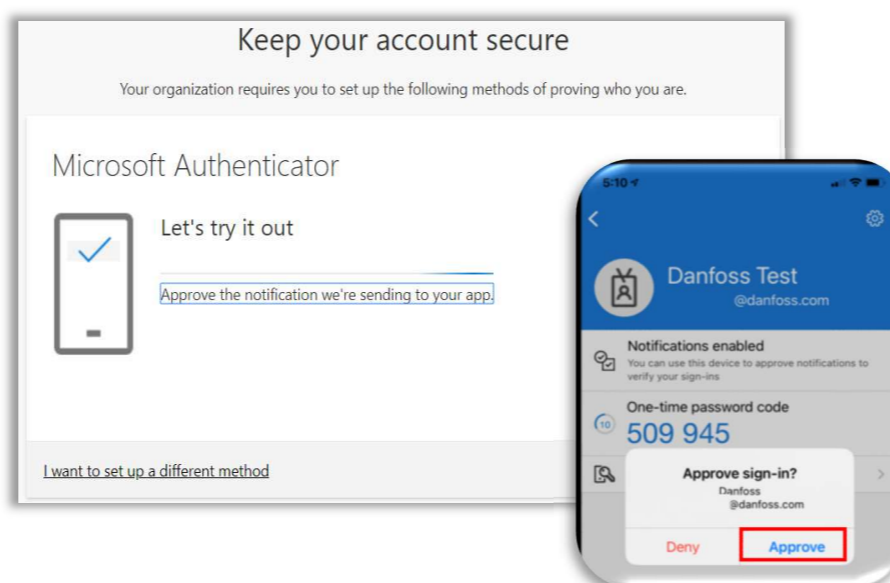 Keep your account secure
Your organization requires you to set up the following methods of proving who you are.
Microsoft Authenticator
Let's try it out
Approve the notification we're sending to your app.
I want to set up a different method
5:10
Danfoss Test
@danfoss.com
Notifications enabled
You can use this device to approve notifications to
verify your sign-ins
One-time password code
10
509 945
Approve sign-in?
Danfoss
@danfoss.com
Deny Approve